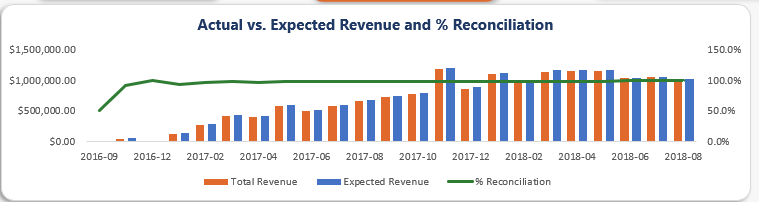 Actual vs. Expected Revenue and % Reconciliation
$1,500,000.00 150.0%
$1,000,000.00 100.0%
$500,000.00 50.0%
$0.00 0.0%
2016-09 2016-12 2017-02 2017-04 2017-06 2017-08 2017-10 2017-12 2018-02 2018-04 2018-06 2018-08
Total Revenue Expected Revenue % Reconciliation